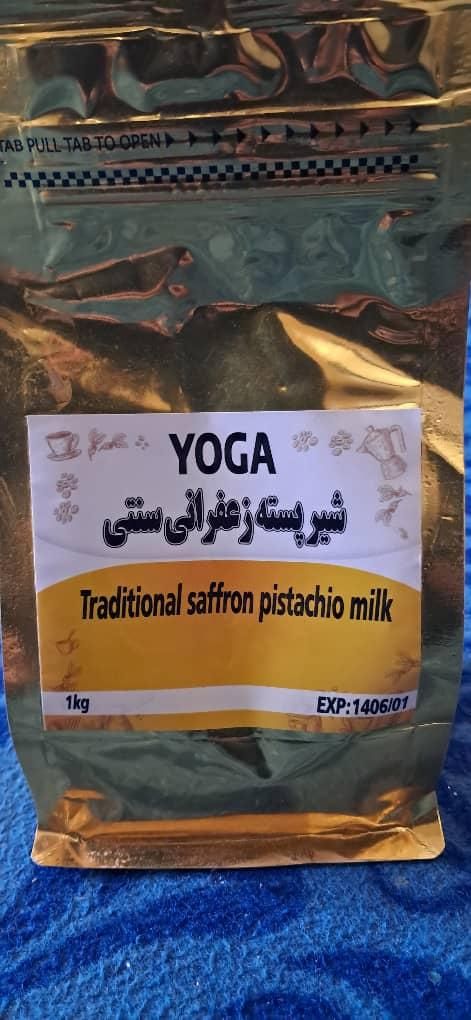 TAB PULL TAB TO OPEN
YOGA
شیر پسته زعفرانی سنتی
Traditional saffron pistachio milk
1kg EXP:1406/01